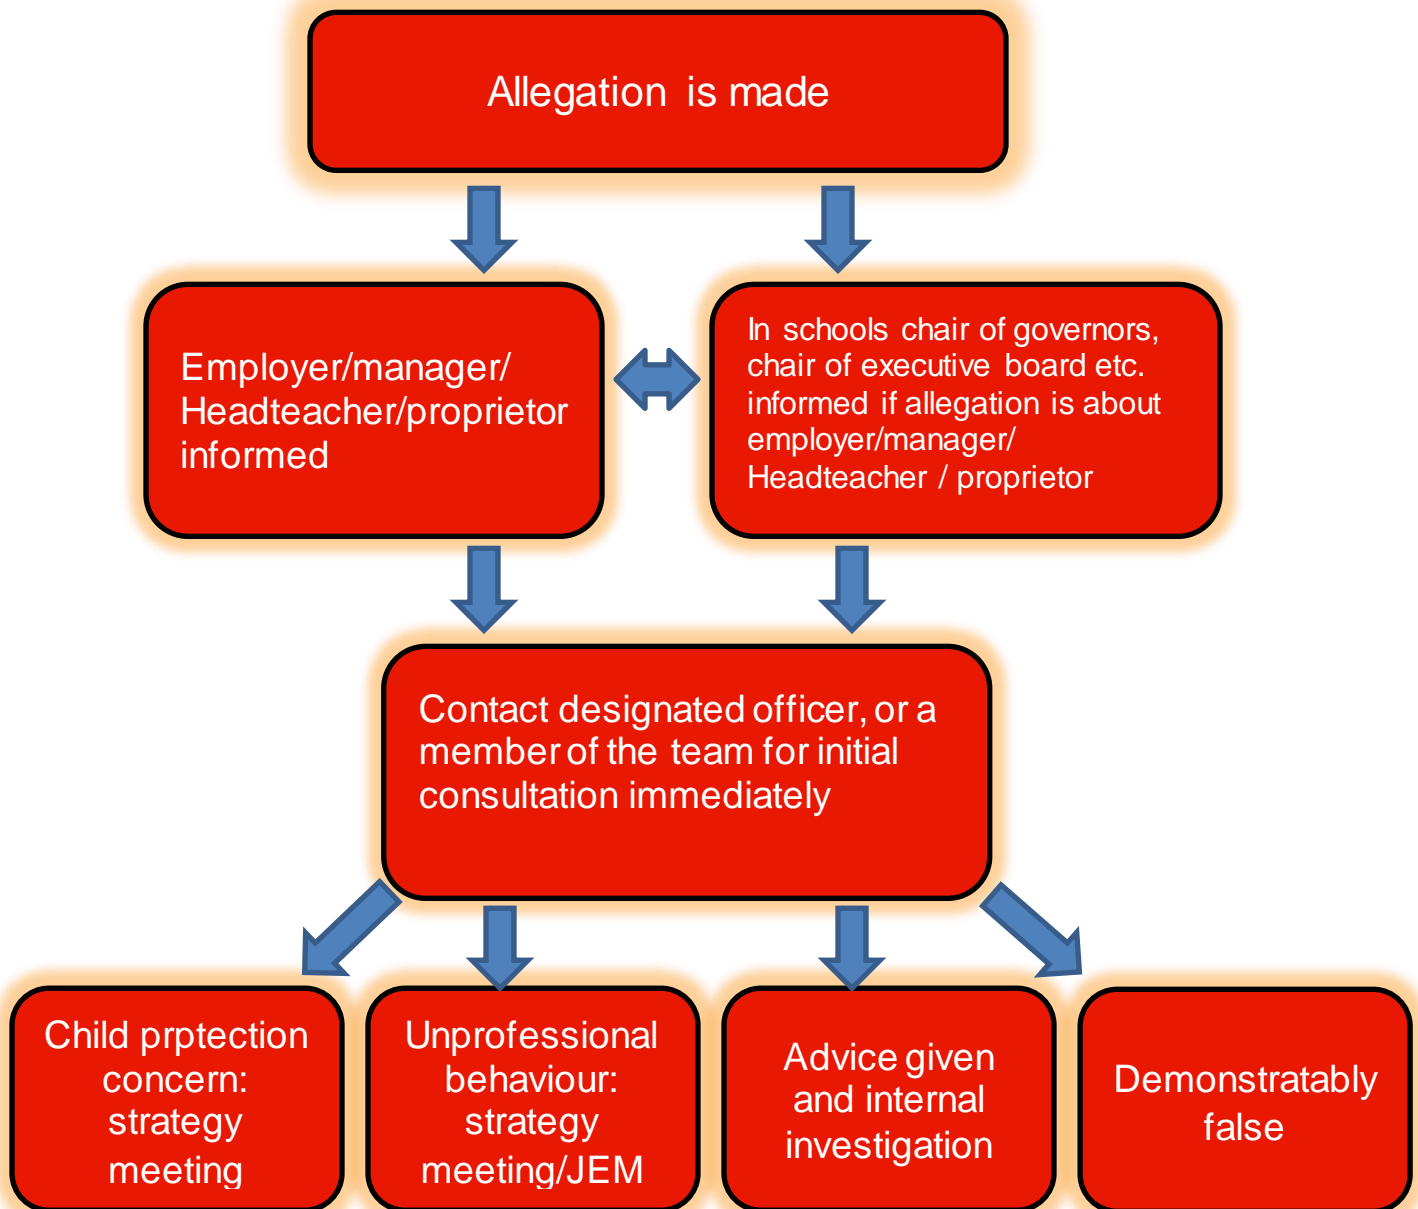 Allegation is made
Employer/manager/
Headteacher/proprietor
informed
In schools chair of governors,
chair of executive board etc.
informed if allegation is about
employer/manager/
Headteacher / proprietor
Contact designated officer, or a
member of the team for initial
consultation immediately
Child prptection
concern:
strategy
meeting
Unprofessional
behaviour:
strategy
meeting/JEM
Advice given
and internal
investigation
Demonstratably
false